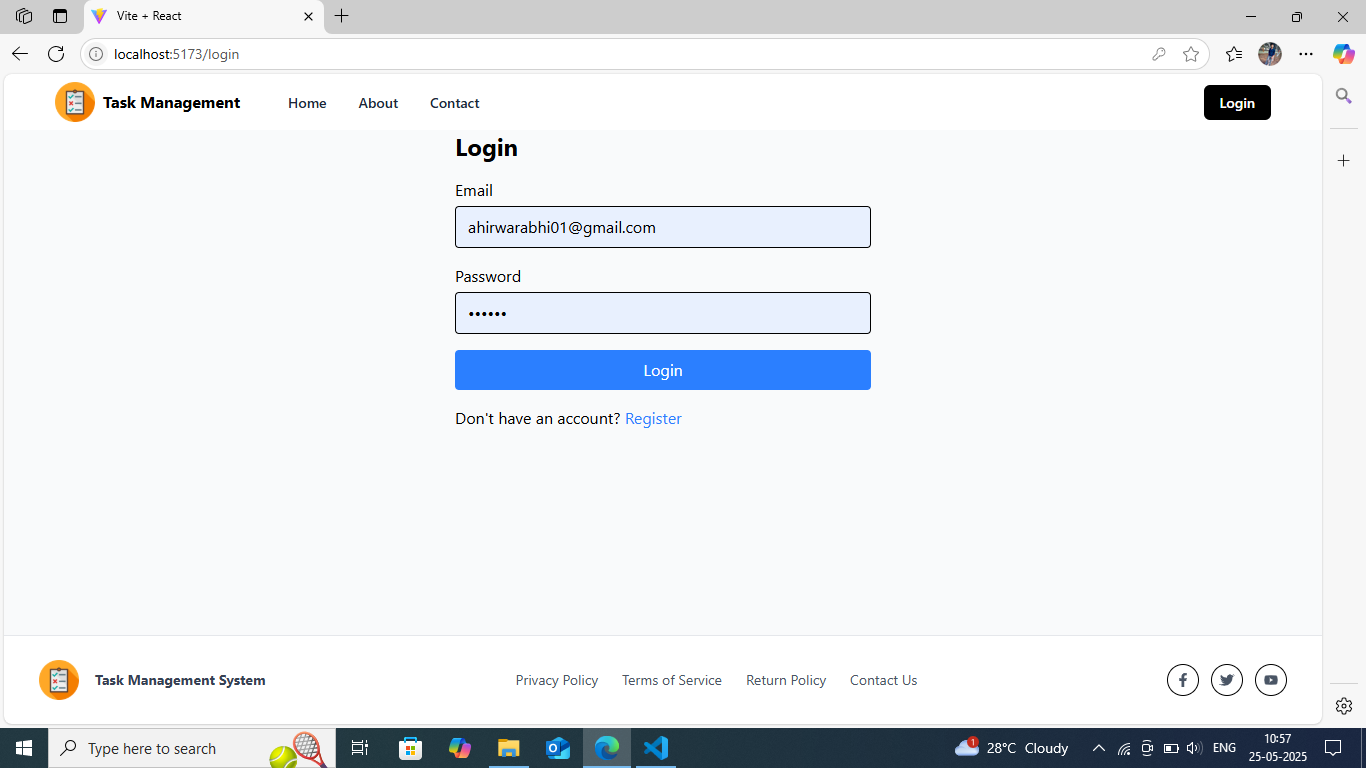 Vite + React
localhost:5173/login
Task Management
Home
About
Contact
Login
Login
Email
ahirwarabhi01@gmail.com
Password
••••••
Login
Don't have an account? Register
Task Management System
Privacy Policy
Terms of Service
Return Policy
Contact Us
Type here to search
1
28°C Cloudy
ENG
10:57
25-05-2025